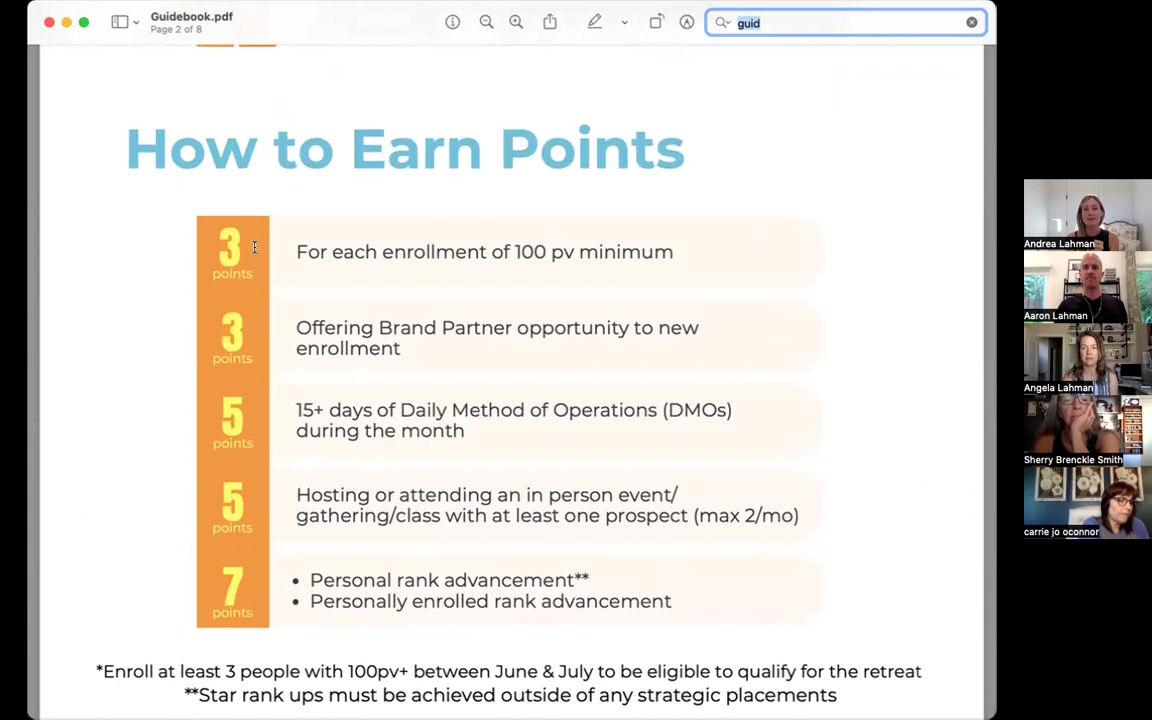 Guidebook.pdf
Page 2 of 8
guid
How to Earn Points
3
points
For each enrollment of 100 pv minimum
3
points
Offering Brand Partner opportunity to new
enrollment
5
points
15+ days of Daily Method of Operations (DMOs)
during the month
5
points
Hosting or attending an in person event/
gathering/class with at least one prospect (max 2/mo)
7
points
• Personal rank advancement**
• Personally enrolled rank advancement
*Enroll at least 3 people with 100pv+ between June & July to be eligible to qualify for the retreat
**Star rank ups must be achieved outside of any strategic placements
Andrea Lahman
Aaron Lahman
Angela Lahman
Sherry Brenckle Smith
carrie jo oconnor